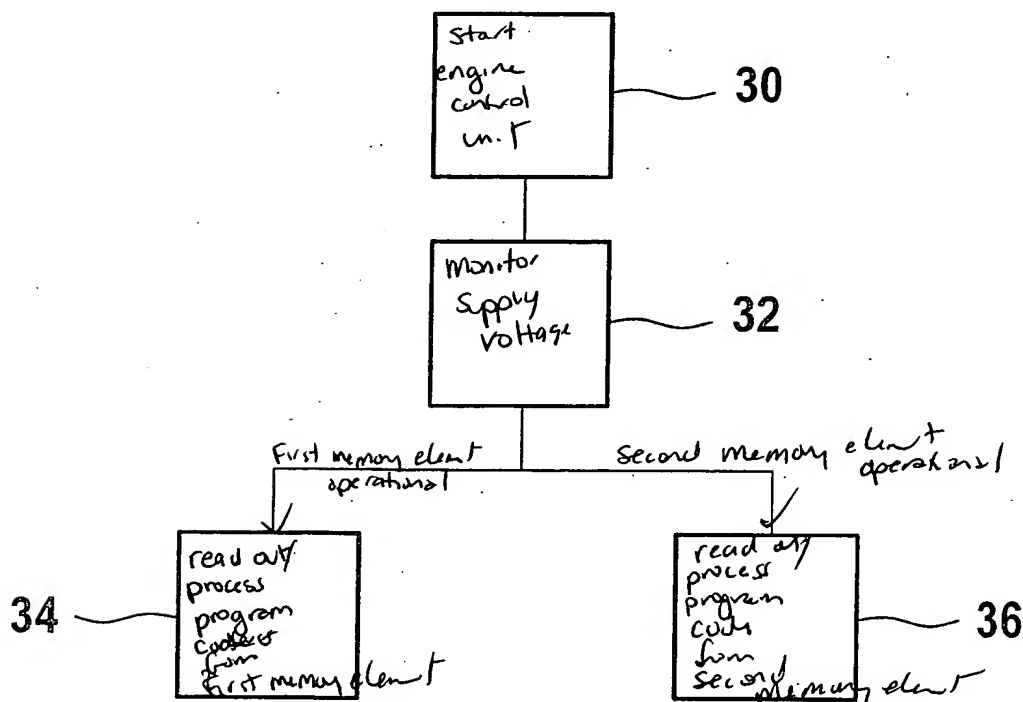 Start
engine
control
unit
30
Monitor
Supply
voltage
32
First memory element
operational
Second memory element
operational
read out/
process
program
from
first memory element
34
read out/
process
program
code
from
second
memory element
36